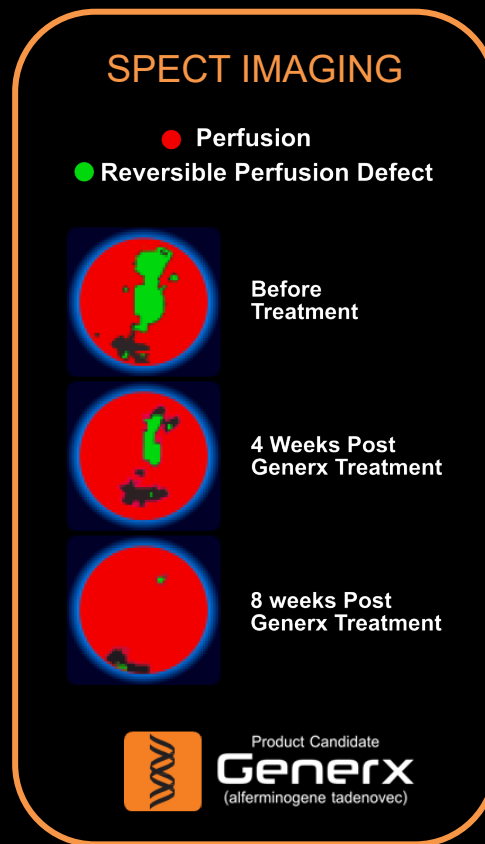 SPECT IMAGING
Perfusion
Reversible Perfusion Defect
Before
Treatment
4 Weeks Post
Generx Treatment
8 weeks Post
Generx Treatment
Product Candidate
Generx
(alferminogene tadenovec)